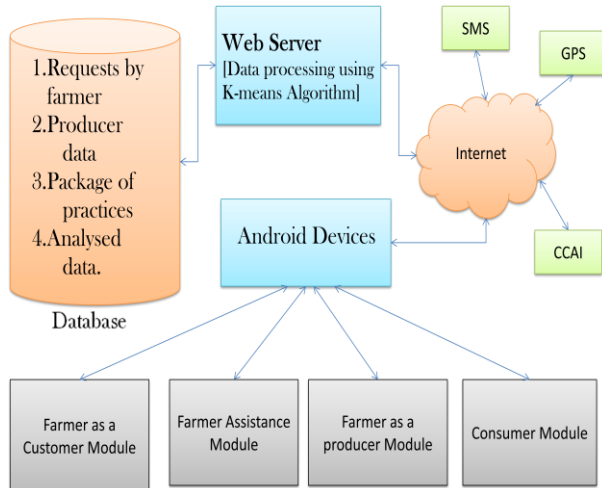 1.Requests by
farmer
2.Producer
data
3.Package of
practices
4.Analysed
data.
Database
Web Server
[Data processing using
K-means Algorithm]
SMS
GPS
Internet
CCAI
Android Devices
Farmer as a
Customer Module
Farmer Assistance
Module
Farmer as a
producer Module
Consumer Module